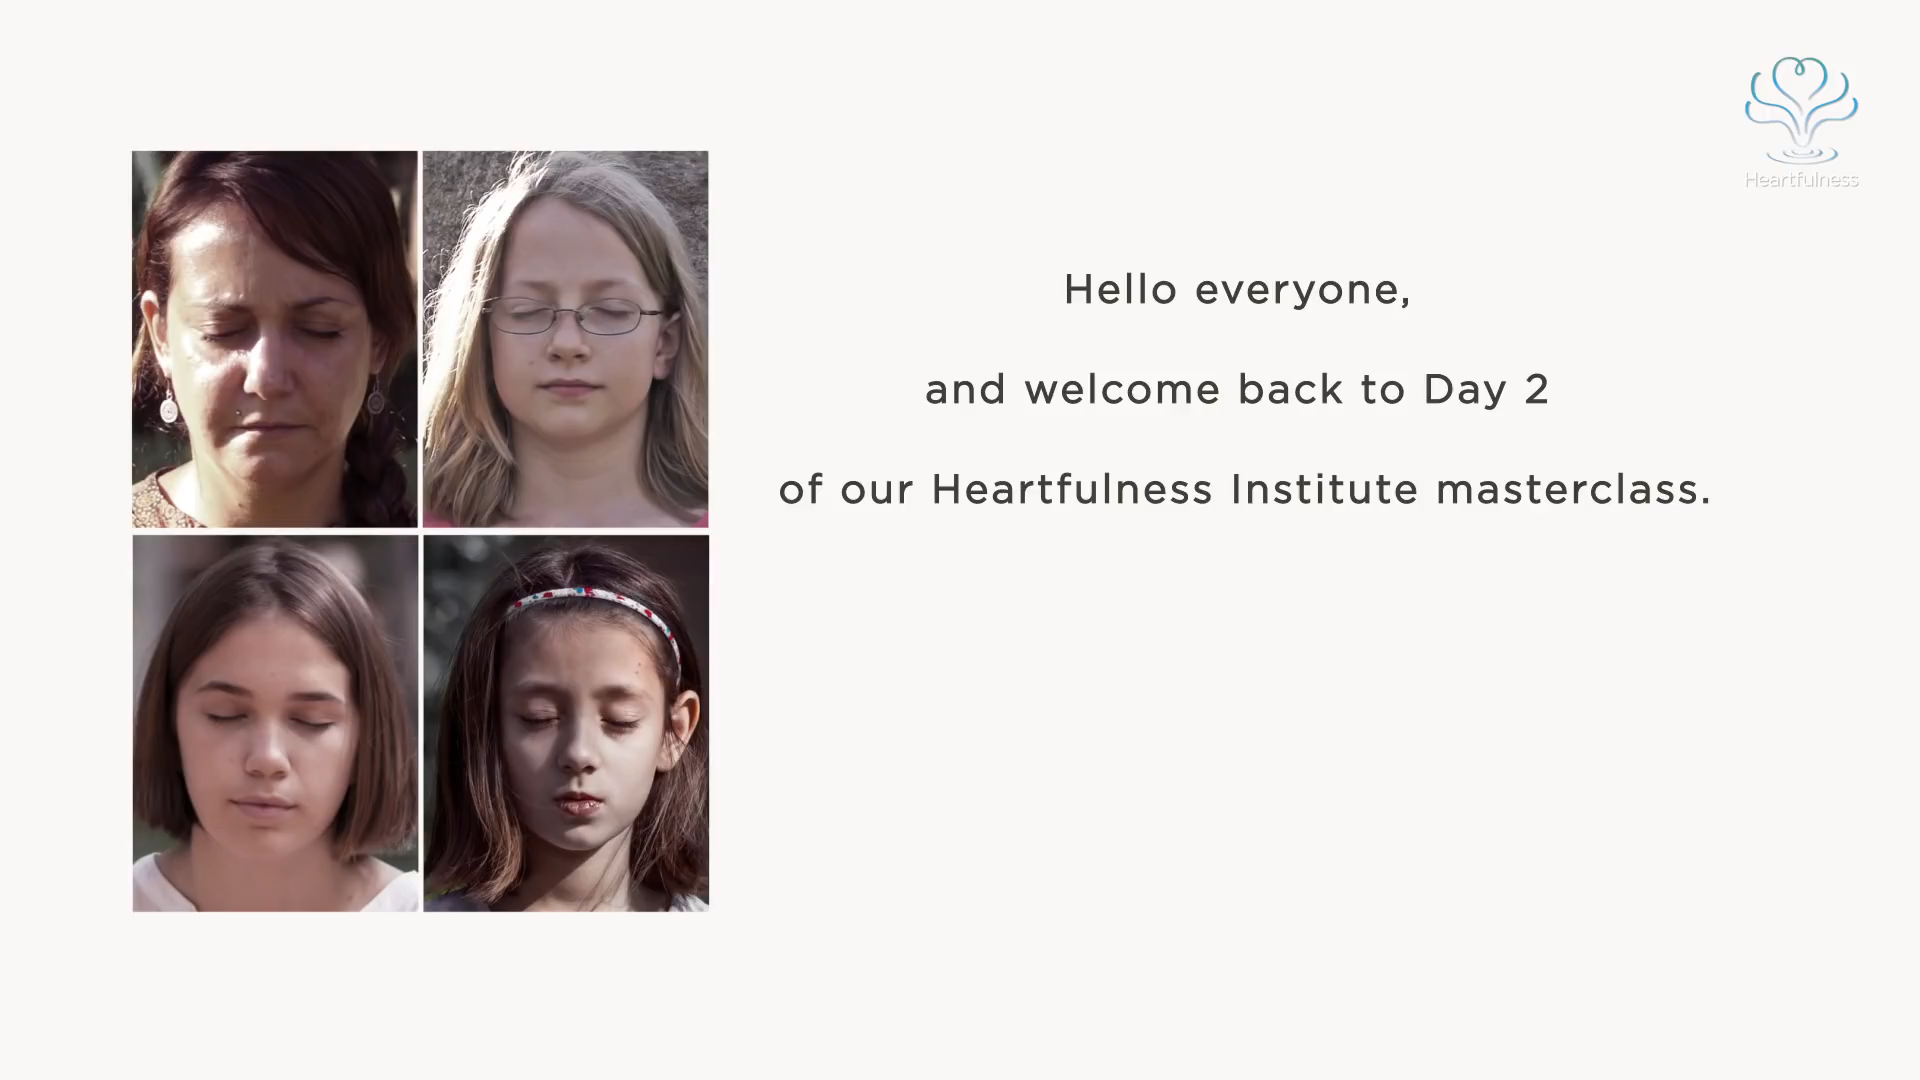 Heartfulness
Hello everyone,
and welcome back to Day 2
of our Heartfulness Institute masterclass.